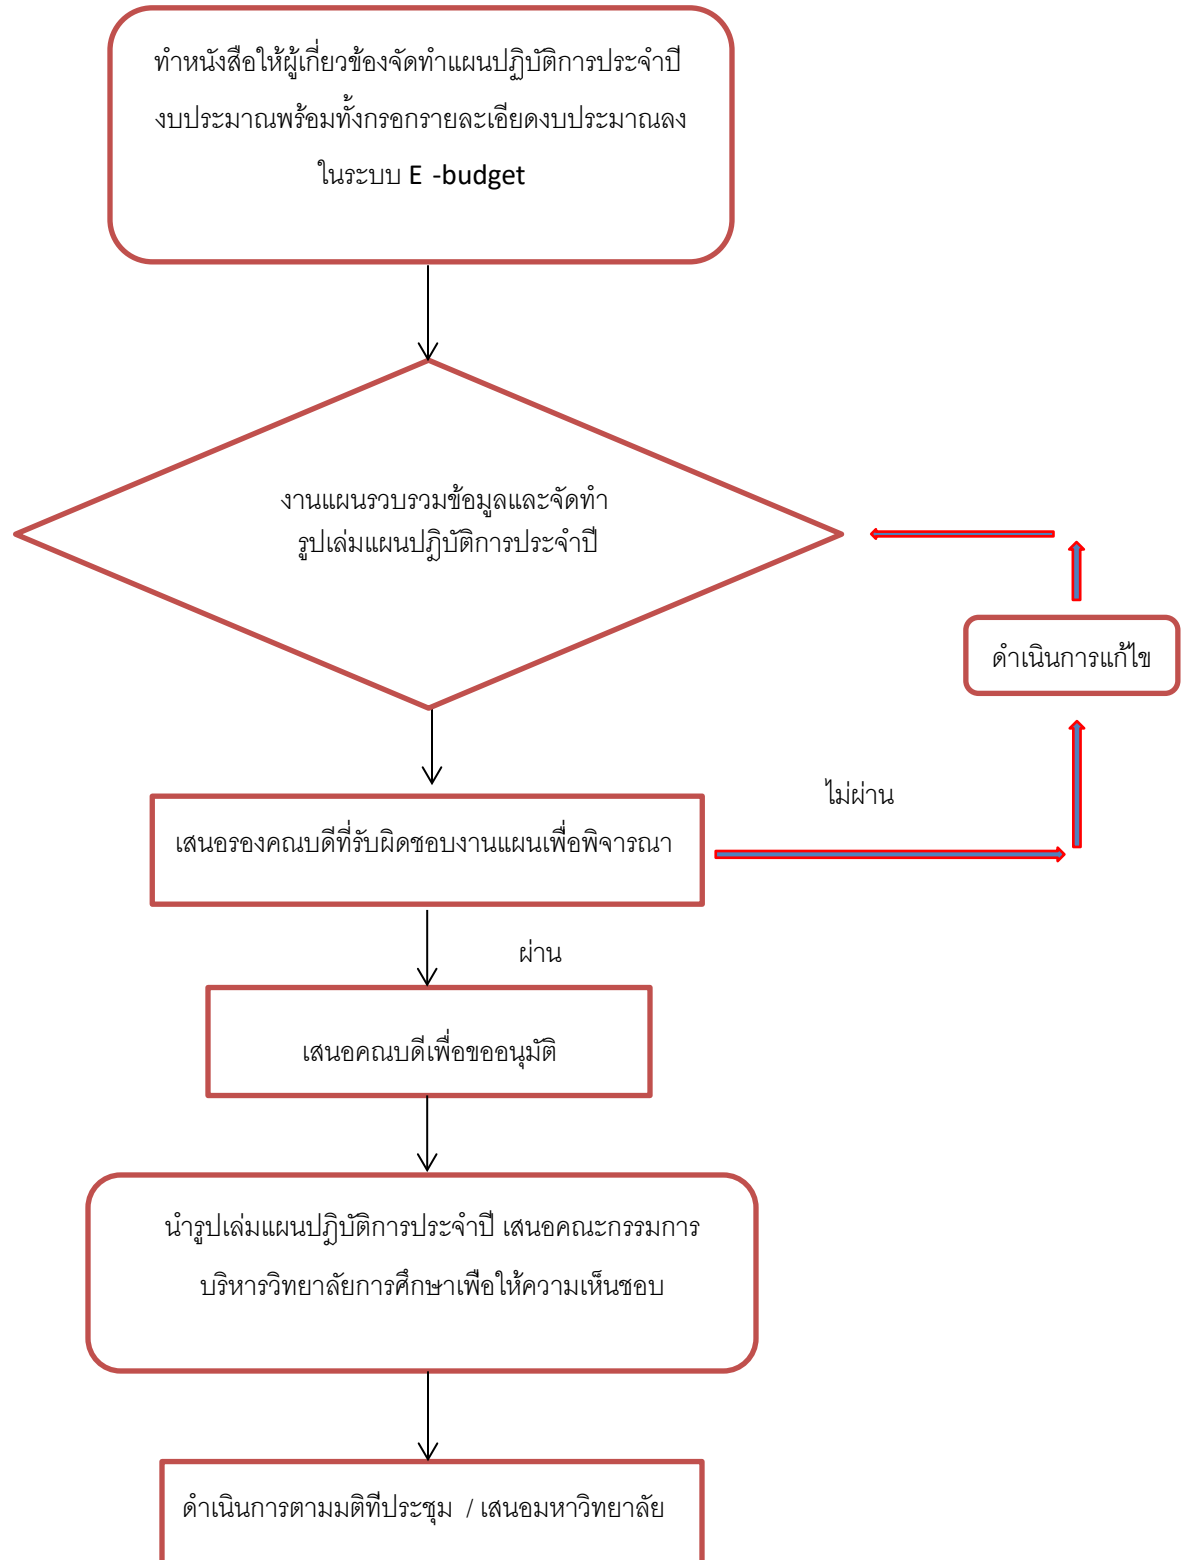 ทำหนังสือให้ผู้เกี่ยวข้องจัดทำแผนปฏิบัติการประจำปี
งบประมาณพร้อมทั้งกรอกรายละเอียดงบประมาณลง
ในระบบ E -budget
งานแผนรวบรวมข้อมูลและจัดทำ
รูปเล่มแผนปฏิบัติการประจำปี
ดำเนินการแก้ไข
ไม่ผ่าน
เสนอรองคณบดีที่รับผิดชอบงานแผนเพื่อพิจารณา
ผ่าน
เสนอคณบดีเพื่อขออนุมัติ
นำรูปเล่มแผนปฏิบัติการประจำปี เสนอคณะกรรมการ
บริหารวิทยาลัยการศึกษาเพือให้ความเห็นชอบ
ดำเนินการตามมติทีประชุม / เสนอมหาวิทยาลัย